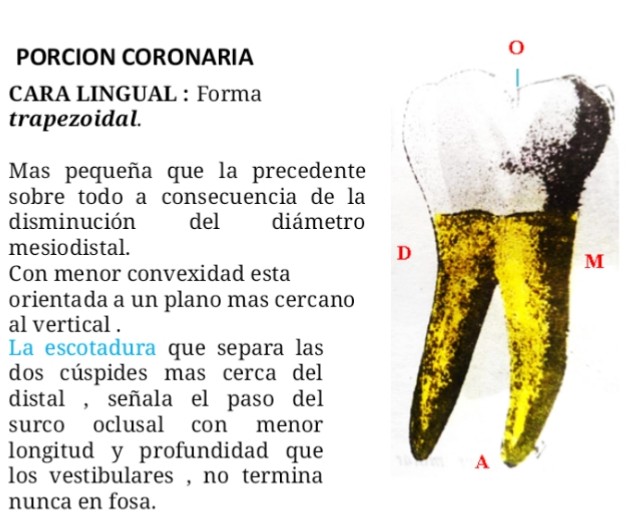 PORCION CORONARIA
CARA LINGUAL : Forma
trapezoidal.
Mas pequeña que la precedente
sobre todo a consecuencia de la
disminución del diámetro
mesiodistal.
Con menor convexidad esta
orientada a un plano mas cercano
al vertical .
La escotadura que separa las
dos cúspides mas cerca del
distal , señala el paso del
surco oclusal con menor
longitud y profundidad que
los vestibulares , no termina
nunca en fosa.
O
D
M
A